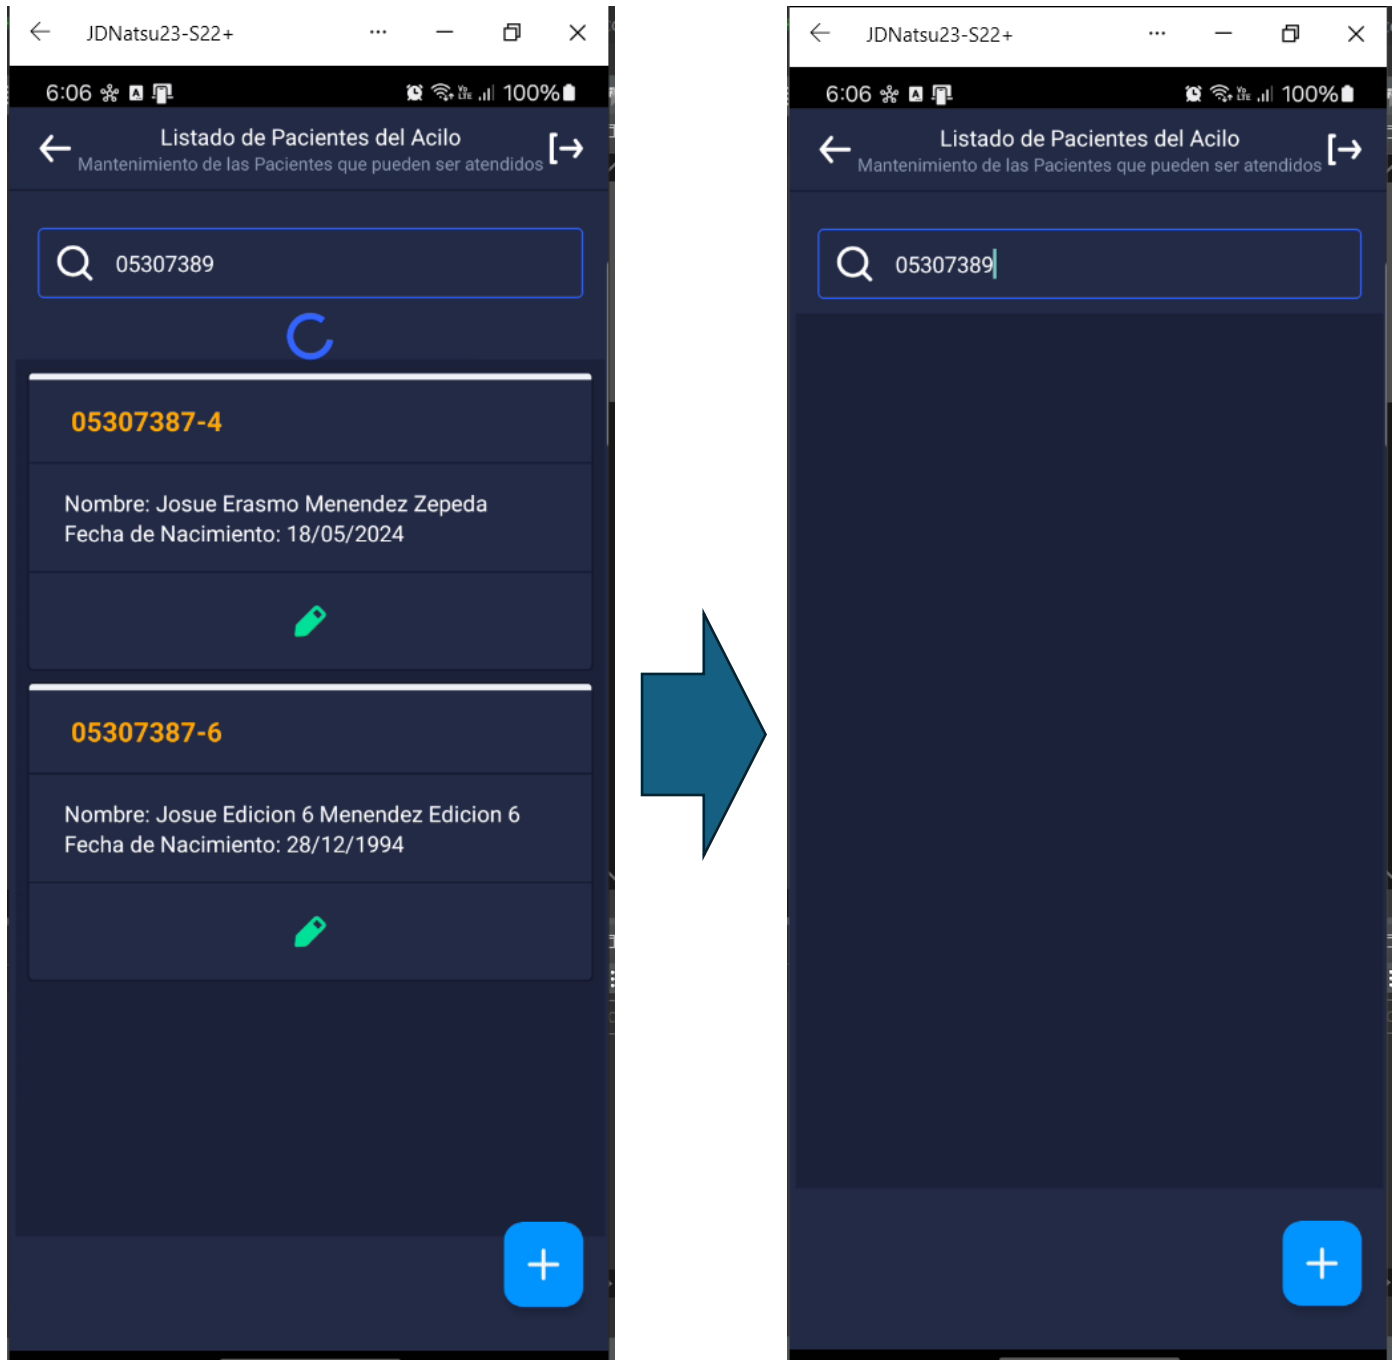 JDNatsu23-S22+
6:06
100%
Listado de Pacientes del Acilo
Mantenimiento de las Pacientes que pueden ser atendidos
05307389
05307387-4
Nombre: Josue Erasmo Menendez Zepeda
Fecha de Nacimiento: 18/05/2024
05307387-6
Nombre: Josue Edicion 6 Menendez Edicion 6
Fecha de Nacimiento: 28/12/1994
JDNatsu23-S22+
6:06
100%
Listado de Pacientes del Acilo
Mantenimiento de las Pacientes que pueden ser atendidos
05307389